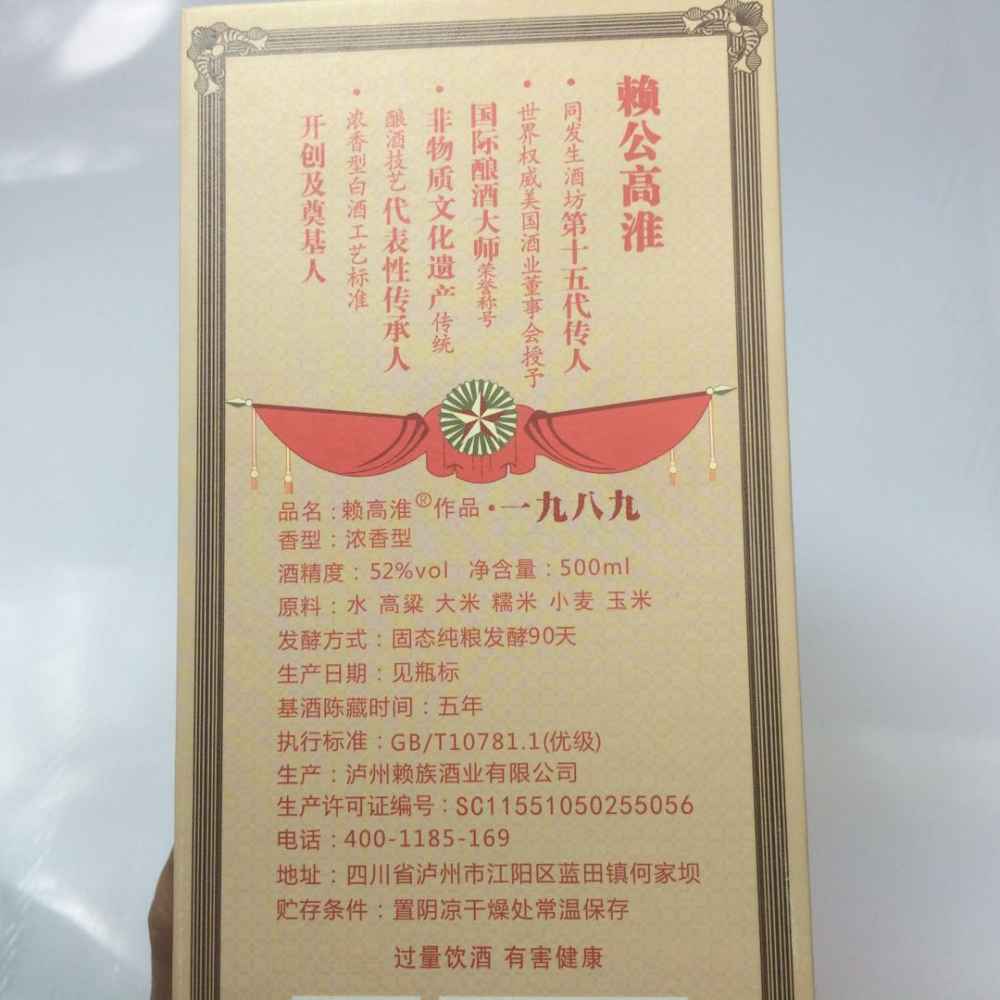 赖公高淮
·同发生酒坊第十五代传人
·世界权威美国酒业董事会授予
国际酿酒大师荣誉称号
·非物质文化遗产传统
酿酒技艺代表性传承人
·浓香型白酒工艺标准
开创及奠基人
品名:赖高淮®作品·一九八九
香型:浓香型
酒精度:52%vol 净含量:500ml
原料:水 高粱 大米 糯米 小麦 玉米
发酵方式:固态纯粮发酵90天
生产日期:见瓶标
基酒陈藏时间:五年
执行标准:GB/T10781.1(优级)
生产:泸州赖族酒业有限公司
生产许可证编号:SC11551050255056
电话:400-1185-169
地址:四川省泸州市江阳区蓝田镇何家坝
贮存条件:置阴凉干燥处常温保存
过量饮酒 有害健康